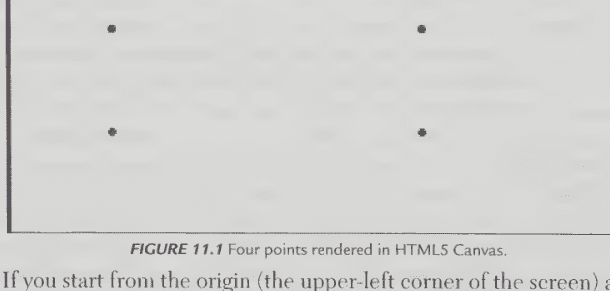 FIGURE 11.1 Four points rendered in HTML5 Canvas.
If you start from the origin (the upper-left corner of the screen) a